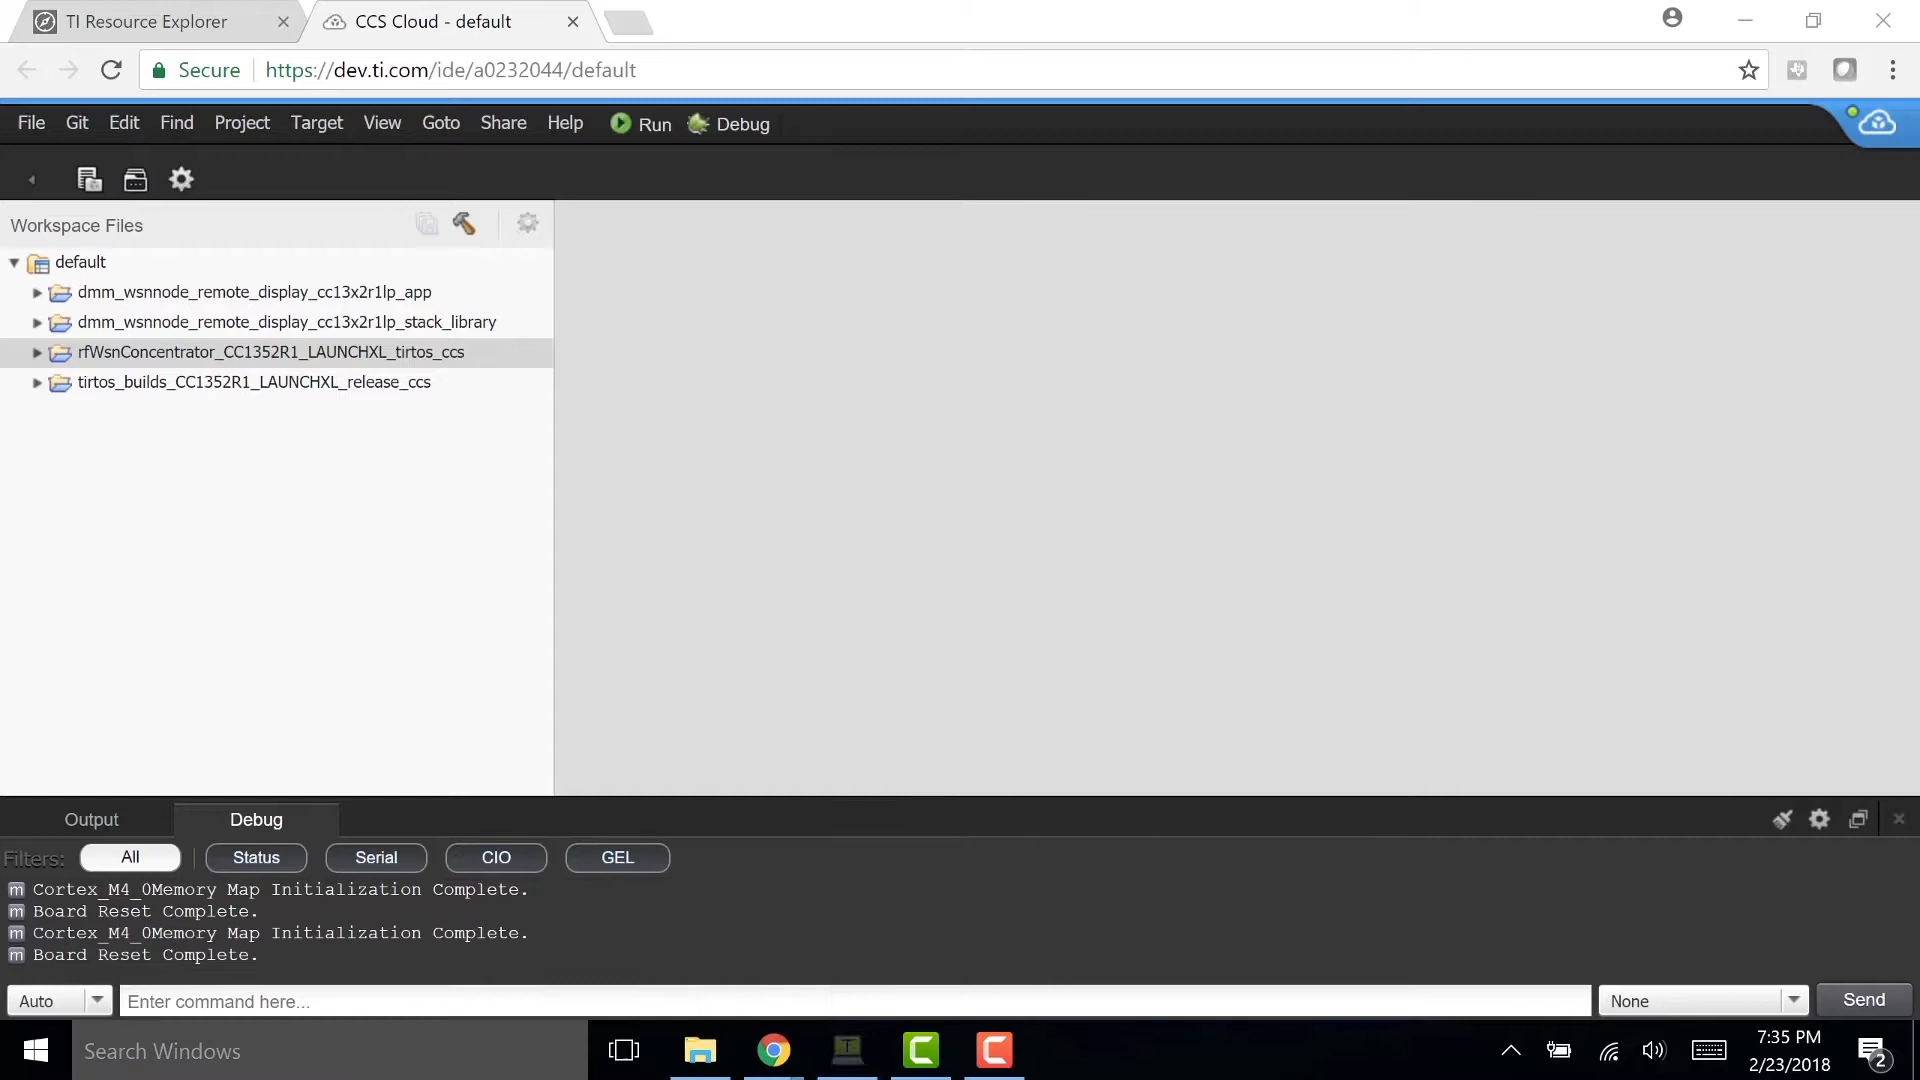 TI Resource Explorer
CCS Cloud - default
Secure https://dev.ti.com/ide/a0232044/default
File Git Edit Find Project Target View Goto Share Help Run Debug
Workspace Files
default
dmm_wsnnode_remote_display_cc13x2r1lp_app
dmm_wsnnode_remote_display_cc13x2r1lp_stack_library
rfWsnConcentrator_CC1352R1_LAUNCHXL_tirtos_ccs
tirtos_builds_CC1352R1_LAUNCHXL_release_ccs
Output Debug
Filters: All Status Serial CIO GEL
m Cortex_M4_0Memory Map Initialization Complete.
m Board Reset Complete.
m Cortex_M4_0Memory Map Initialization Complete.
m Board Reset Complete.
Auto Enter command here... None Send
Search Windows
7:35 PM
2/23/2018
2